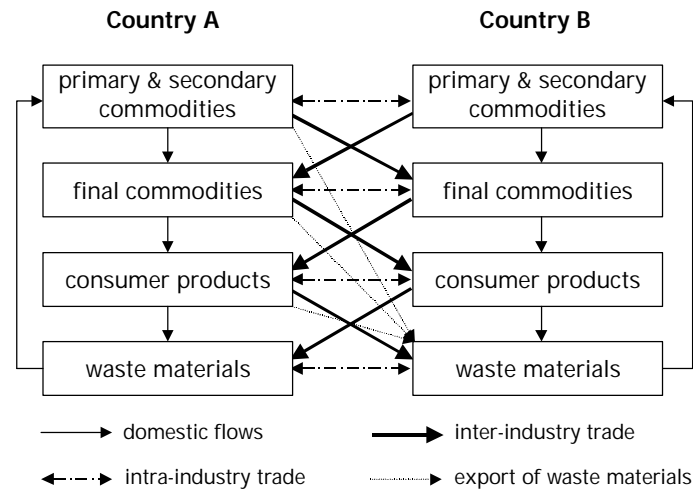 Country A
Country B
primary & secondary
commodities
primary & secondary
commodities
final commodities
final commodities
consumer products
consumer products
waste materials
waste materials
domestic flows
inter-industry trade
intra-industry trade
export of waste materials